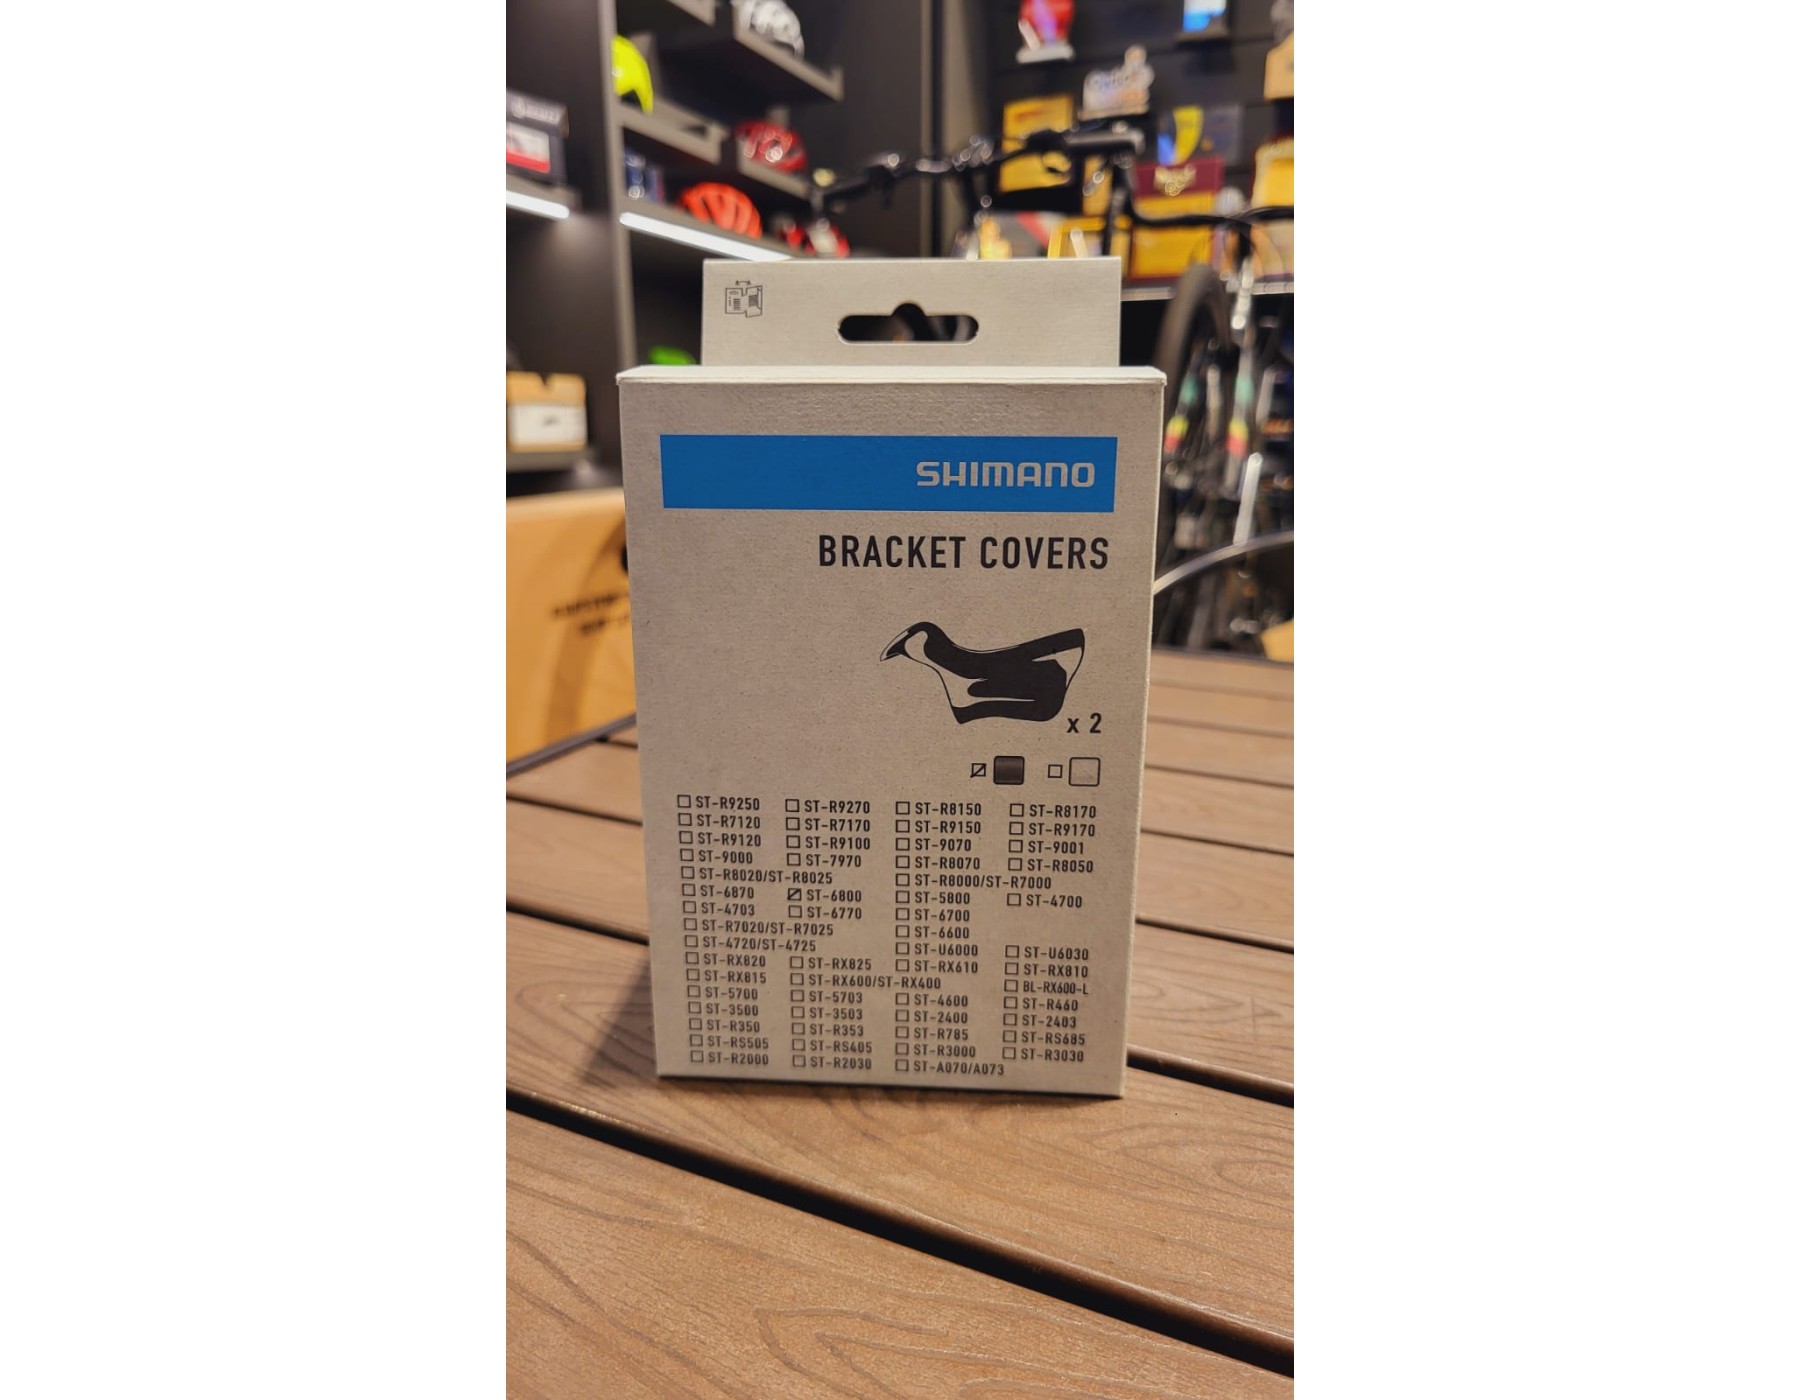 SHIMANO
BRACKET COVERS
x 2
ST-R9250 ST-R9270 ST-R8150 ST-R8170
ST-R7120 ST-R7170 ST-R9150 ST-R9170
ST-R9120 ST-R9100 ST-9070 ST-9001
ST-9000 ST-7970 ST-R8070 ST-R8050
ST-R8020/ST-R8025 ST-R8000/ST-R7000
ST-6870 ST-6800 ST-5800 ST-4700
ST-4703 ST-6770 ST-6700
ST-R7020/ST-R7025 ST-6600
ST-4720/ST-4725 ST-U6000 ST-U6030
ST-RX820 ST-RX825 ST-RX610 ST-RX810
ST-RX815 ST-RX600/ST-RX400 BL-RX600-L
ST-5700 ST-5703 ST-4600 ST-R460
ST-3500 ST-3503 ST-2400 ST-2403
ST-R350 ST-R353 ST-R785 ST-RS685
ST-RS505 ST-RS405 ST-R3000 ST-R3030
ST-R2000 ST-R2030 ST-A070/A073